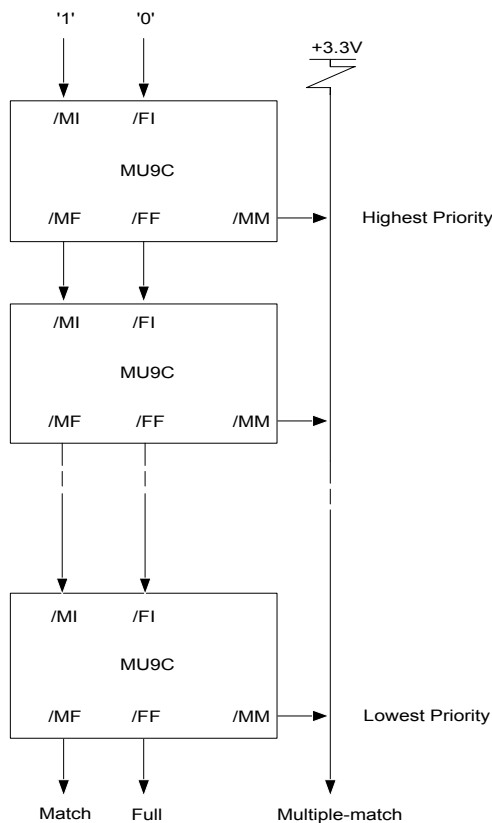 '1' '0'
+3.3V
/MI /FI
MU9C
/MF /FF /MM
Highest Priority
/MI /FI
MU9C
/MF /FF /MM
/MI /FI
MU9C
/MF /FF /MM
Lowest Priority
Match Full Multiple-match